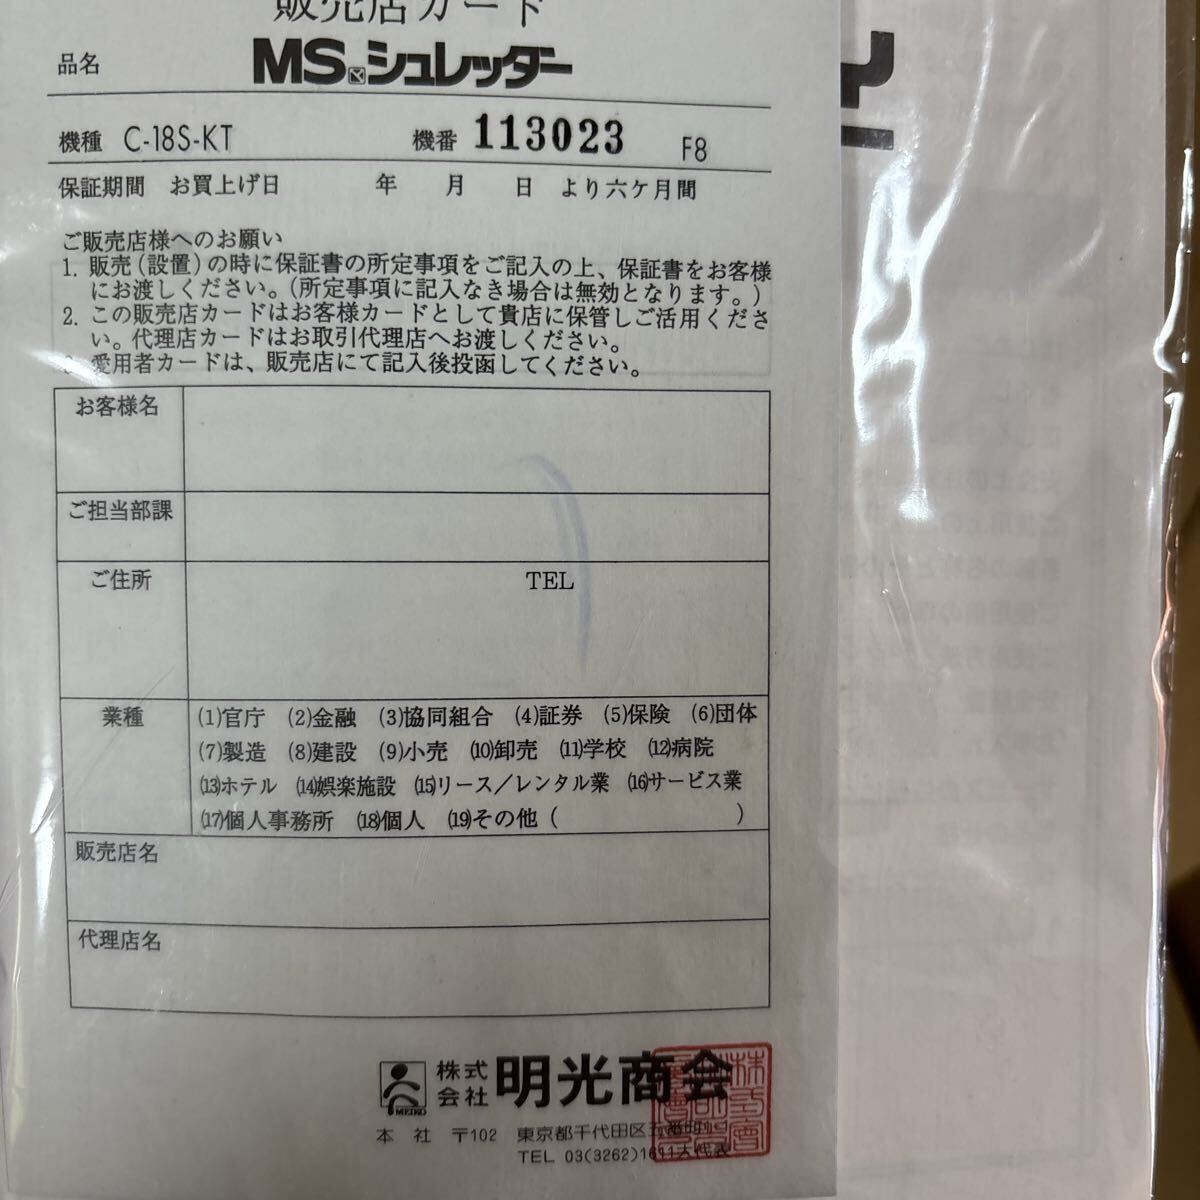 販売店カード
品名 MSシュレッダー
機種 C-18S-KT 機番 113023 F8
保証期間 お買上げ日 年 月 日 より六ケ月間
ご販売店様へのお願い
1. 販売(設置)の時に保証書の所定事項をご記入の上、保証書をお客様
にお渡しください。(所定事項に記入なき場合は無効となります。)
2. この販売店カードはお客様カードとして貴店に保管しご活用くださ
い。代理店カードはお取引代理店へお渡しください。
3. 愛用者カードは、販売店にて記入後投函してください。
お客様名
ご担当部課
ご住所 TEL
業種 (1)官庁 (2)金融 (3)協同組合 (4)証券 (5)保険 (6)団体
(7)製造 (8)建設 (9)小売 (10)卸売 (11)学校 (12)病院
(13)ホテル (14)娯楽施設 (15)リース/レンタル業 (16)サービス業
(17)個人事務所 (18)個人 (19)その他 ( )
販売店名
代理店名
MEIKO 株式会社 明光商会
本社 〒102 東京都千代田区五番町
TEL 03(3262)1611大代表